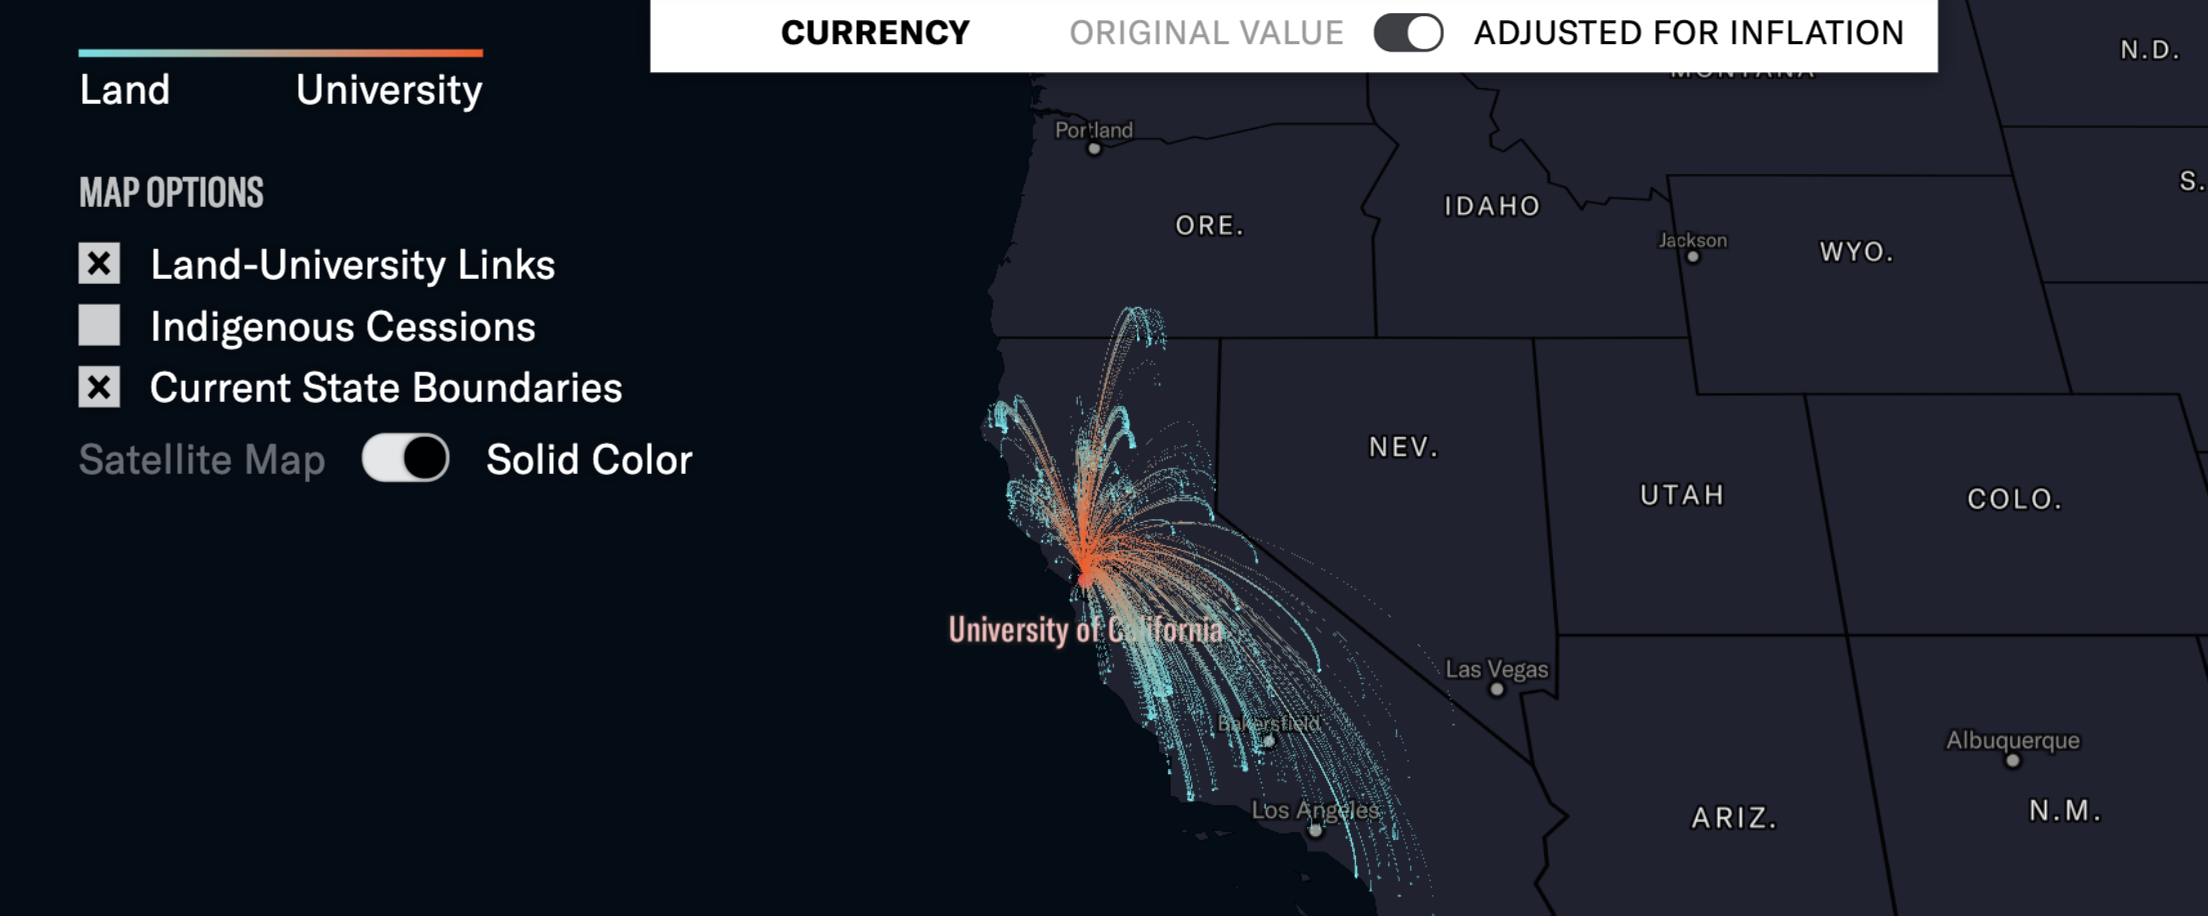 CURRENCY ORIGINAL VALUE ADJUSTED FOR INFLATION
Land University
MAP OPTIONS
Land-University Links
Indigenous Cessions
Current State Boundaries
Satellite Map Solid Color
MONTANA
N.D.
Portland
S.
ORE.
IDAHO
Jackson
WYO.
NEV.
UTAH
COLO.
University of California
Las Vegas
Bakersfield
Albuquerque
Los Angeles
ARIZ.
N.M.